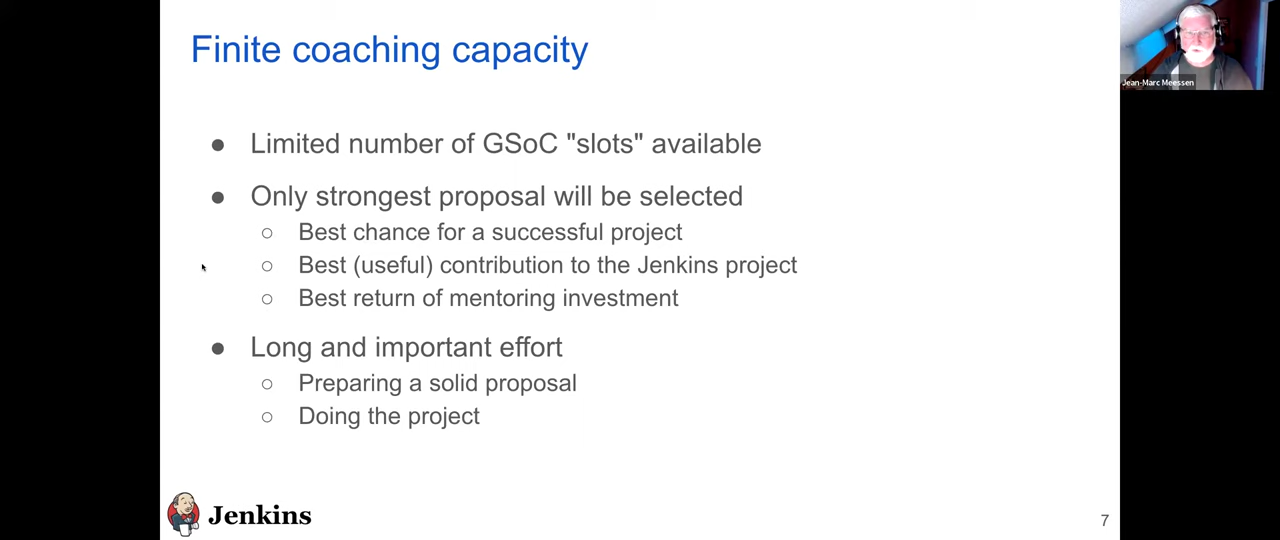 Finite coaching capacity
Jean-Marc Meessen
● Limited number of GSoC "slots" available
● Only strongest proposal will be selected
○ Best chance for a successful project
○ Best (useful) contribution to the Jenkins project
○ Best return of mentoring investment
● Long and important effort
○ Preparing a solid proposal
○ Doing the project
Jenkins
7